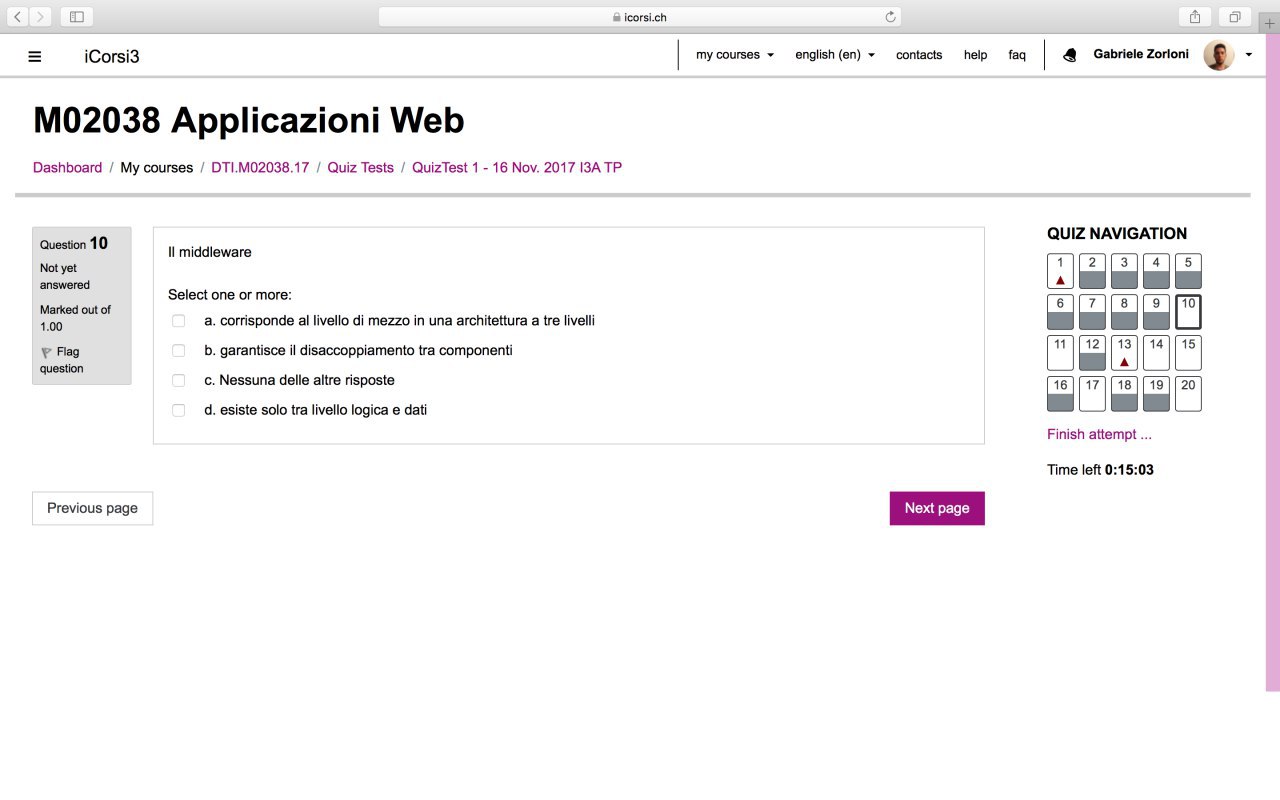 icorsi.ch
iCorsi3
my courses
english (en)
contacts
help
faq
Gabriele Zorloni
M02038 Applicazioni Web
Dashboard / My courses / DTI.M02038.17 / Quiz Tests / QuizTest 1 - 16 Nov. 2017 I3A TP
Question 10
Not yet
answered
Marked out of
1.00
Flag
question
Il middleware
Select one or more:
a. corrisponde al livello di mezzo in una architettura a tre livelli
b. garantisce il disaccoppiamento tra componenti
c. Nessuna delle altre risposte
d. esiste solo tra livello logica e dati
Previous page
Next page
QUIZ NAVIGATION
1 2 3 4 5
6 7 8 9 10
11 12 13 14 15
16 17 18 19 20
Finish attempt ...
Time left 0:15:03